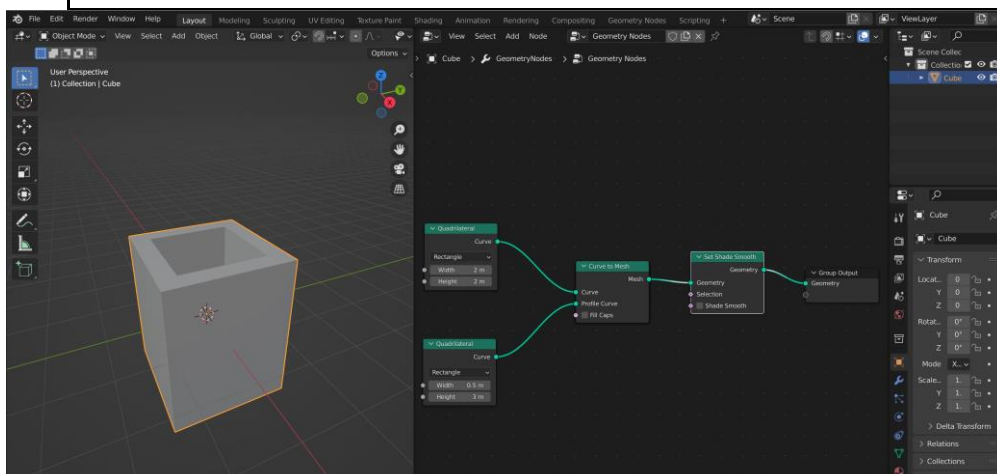 File Edit Render Window Help Layout Modeling Sculpting UV Editing Texture Paint Shading Animation Rendering Compositing Geometry Nodes Scripting + Scene ViewLayer
Object Mode View Select Add Object Global
View Select Add Node Geometry Nodes
Options
Cube > GeometryNodes > Geometry Nodes
User Perspective
(1) Collection | Cube
Z
Y
X
Quadrilateral
Curve
Rectangle
Width 2 m
Height 2 m
Quadrilateral
Curve
Rectangle
Width 0.5 m
Height 3 m
Curve to Mesh
Mesh
Curve
Profile Curve
Fill Caps
Set Shade Smooth
Geometry
Geometry
Selection
Shade Smooth
Group Output
Geometry
Scene Collec
Collectio
Cube
Cube
Cube
Transform
Locat.. 0
Y 0
Z 0
Rotat.. 0°
Y 0°
Z 0°
Mode X..
Scale.. 1.
Y 1.
Z 1.
Delta Transform
Relations
Collections